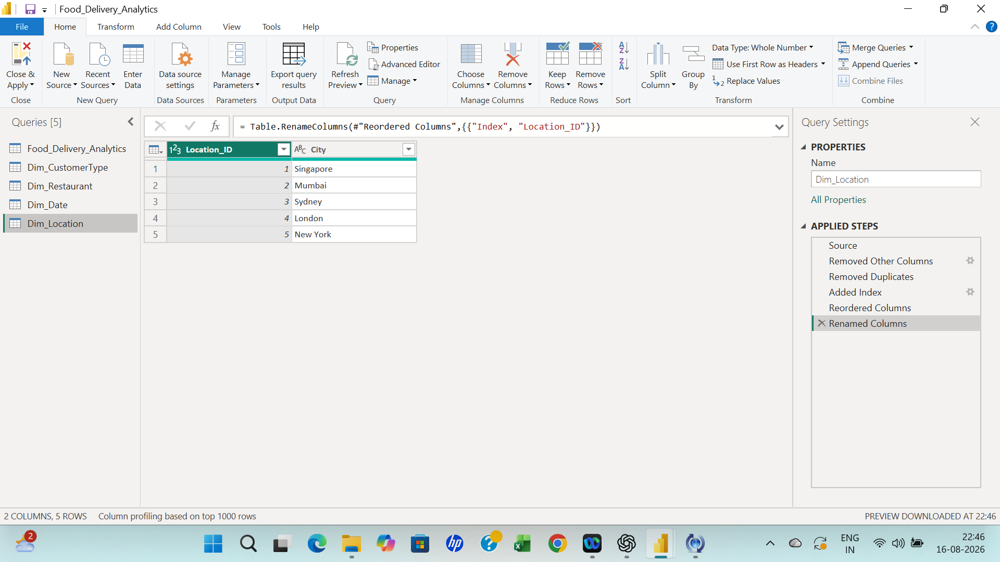 Food_Delivery_Analytics
File Home Transform Add Column View Tools Help
Close & Apply
Close
New Source
Recent Sources
Enter Data
New Query
Data source settings
Data Sources
Manage Parameters
Parameters
Export query results
Output Data
Refresh Preview
Properties
Advanced Editor
Manage
Query
Choose Columns
Remove Columns
Manage Columns
Keep Rows
Remove Rows
Reduce Rows
Sort
Split Column
Group By
Data Type: Whole Number
Use First Row as Headers
Replace Values
Transform
Merge Queries
Append Queries
Combine Files
Combine
Queries [5]
Food_Delivery_Analytics
Dim_CustomerType
Dim_Restaurant
Dim_Date
Dim_Location
fx
= Table.RenameColumns(#"Reordered Columns",{{"Index", "Location_ID"}})
123 Location_ID ABC City
1 1 Singapore
2 2 Mumbai
3 3 Sydney
4 4 London
5 5 New York
Query Settings
PROPERTIES
Name
Dim_Location
All Properties
APPLIED STEPS
Source
Removed Other Columns
Removed Duplicates
Added Index
Reordered Columns
Renamed Columns
2 COLUMNS, 5 ROWS Column profiling based on top 1000 rows
PREVIEW DOWNLOADED AT 22:46
2
hp
ENG
IN
22:46
16-08-2026